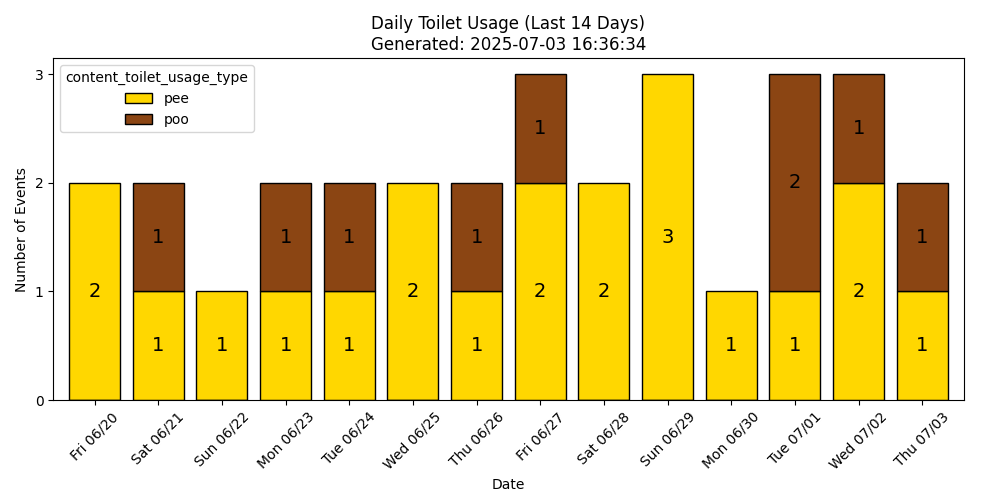 Daily Toilet Usage (Last 14 Days)
Generated: 2025-07-03 16:36:34
content_toilet_usage_type
pee
poo
Number of Events
3
2
1
0
2
1
1
1
1
1
1
1
2
1
1
1
2
2
3
1
2
1
1
2
1
1
Fri 06/20
Sat 06/21
Sun 06/22
Mon 06/23
Tue 06/24
Wed 06/25
Thu 06/26
Fri 06/27
Sat 06/28
Sun 06/29
Mon 06/30
Tue 07/01
Wed 07/02
Thu 07/03
Date